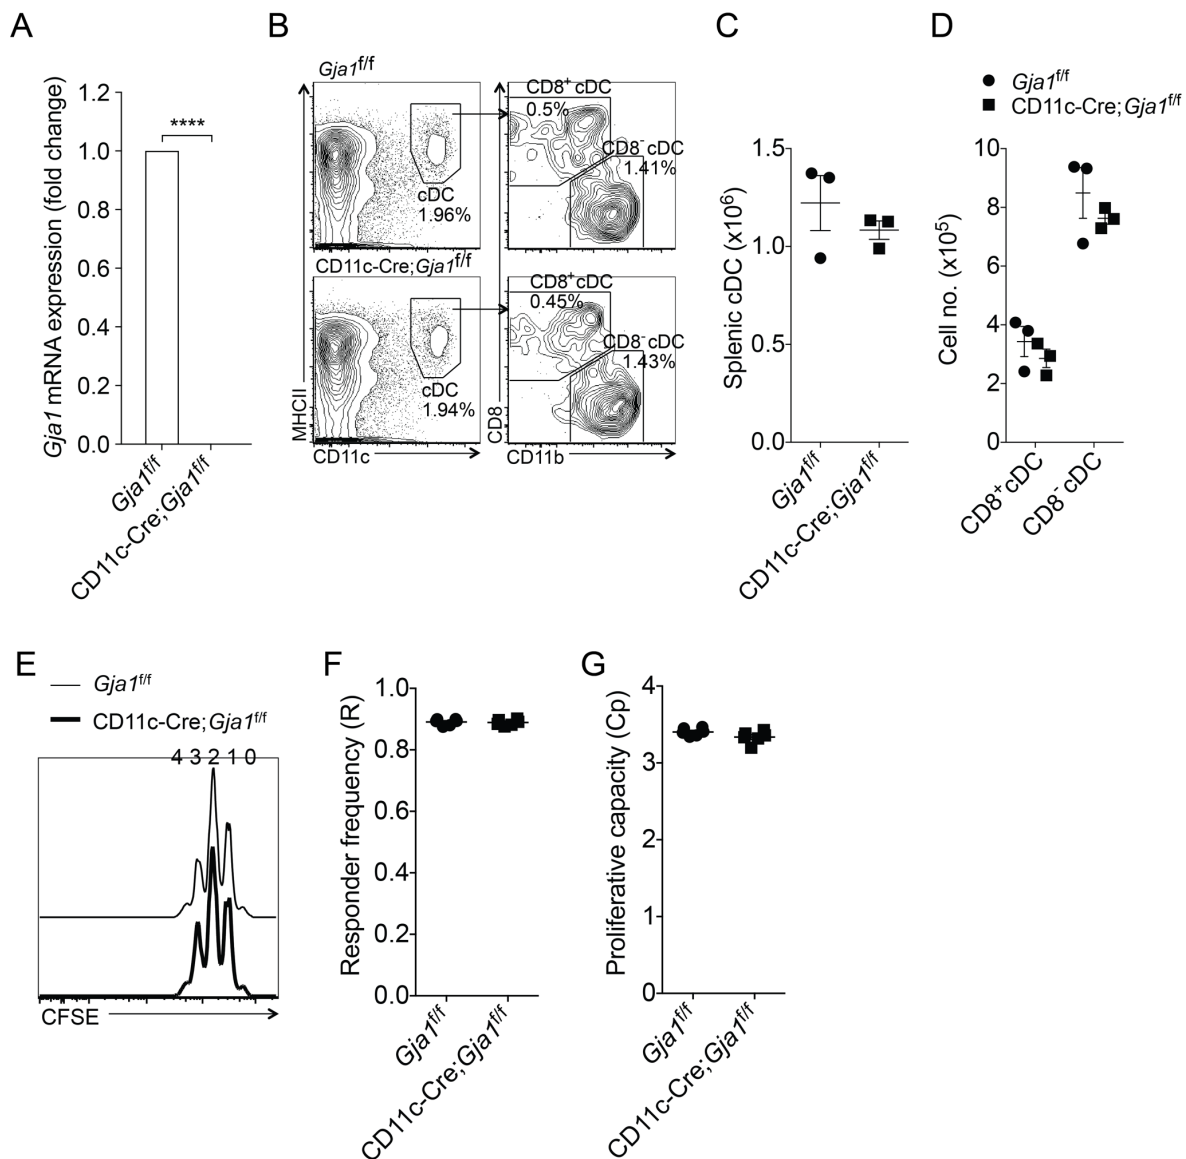 A
Gja1 mRNA expression (fold change)
1.2
1.0
0.8
0.6
0.4
0.2
0.0
****
Gja1f/f
CD11c-Cre;Gja1f/f
B
Gja1f/f
cDC
1.96%
CD8+ cDC
0.5%
CD8- cDC
1.41%
CD11c-Cre;Gja1f/f
cDC
1.94%
CD8+ cDC
0.45%
CD8- cDC
1.43%
MHCII
CD11c
CD8
CD11b
C
Splenic cDC (x10⁶)
1.5
1.0
0.5
0.0
Gja1f/f
CD11c-Cre;Gja1f/f
D
Gja1f/f
CD11c-Cre;Gja1f/f
Cell no. (x10⁵)
10
8
6
4
2
0
CD8+cDC
CD8-cDC
E
Gja1f/f
CD11c-Cre;Gja1f/f
4 3 2 1 0
CFSE
F
Responder frequency (R)
1.0
0.8
0.6
0.4
0.2
0.0
Gja1f/f
CD11c-Cre;Gja1f/f
G
Proliferative capacity (Cp)
4
3
2
1
0
Gja1f/f
CD11c-Cre;Gja1f/f